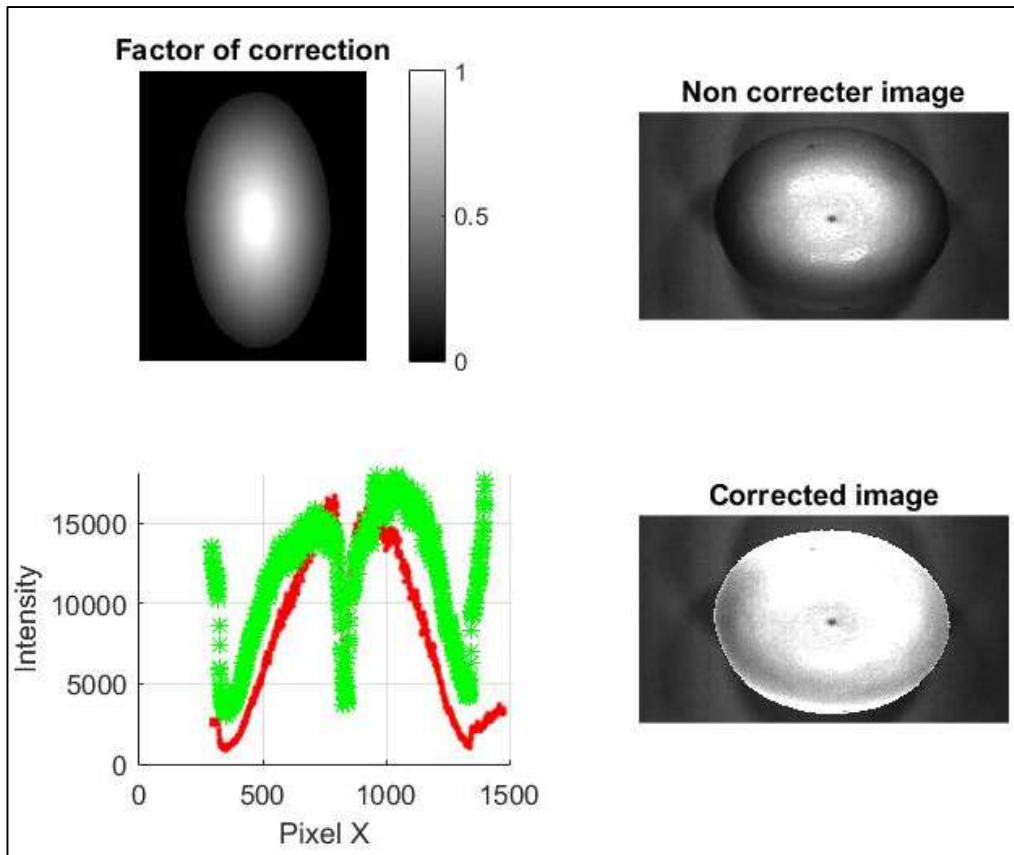 Factor of correction
1
0.5
0
Non correcter image
15000
10000
5000
0
Intensity
0
500
1000
1500
Pixel X
Corrected image